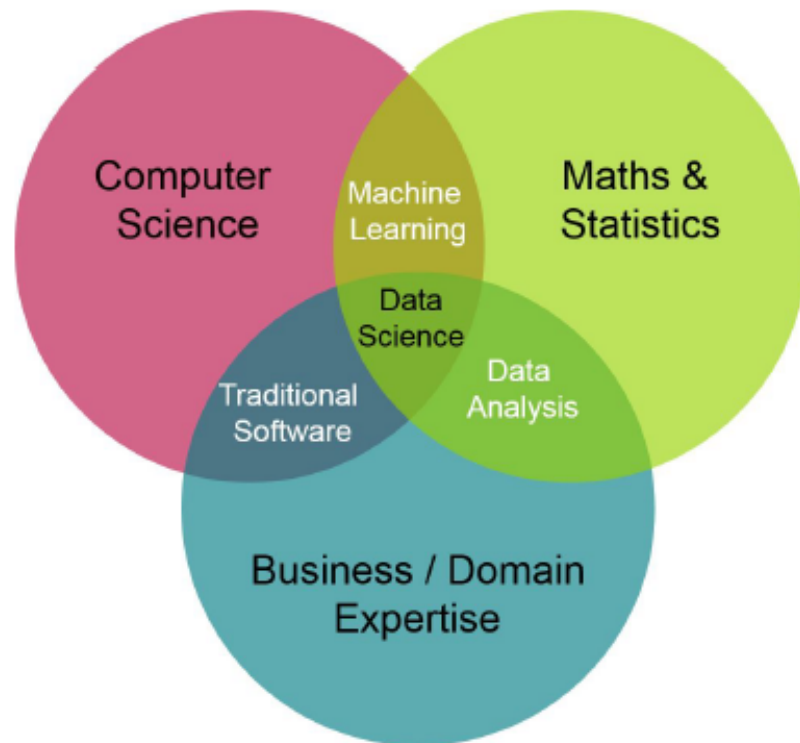 Computer
Science
Maths &
Statistics
Machine
Learning
Data
Science
Traditional
Software
Data
Analysis
Business / Domain
Expertise